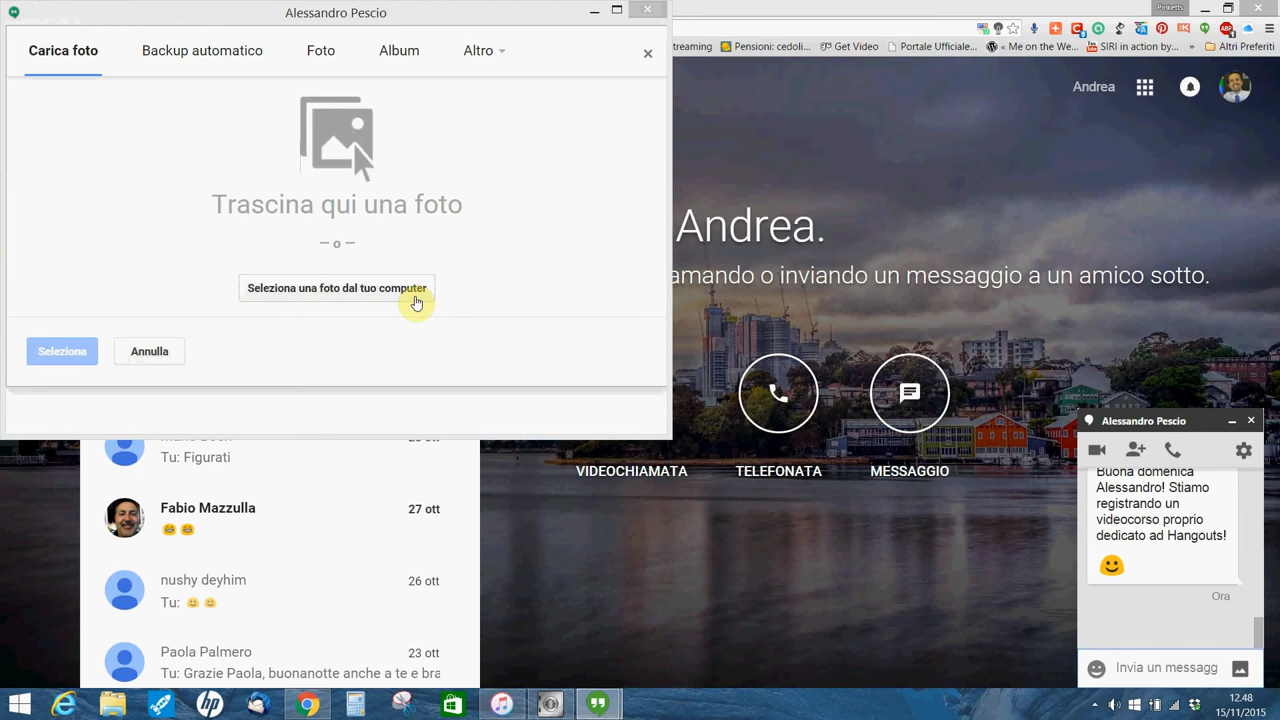 Alessandro Pescio
Carica foto
Backup automatico
Foto
Album
Altro
Trascina qui una foto
— o —
Seleziona una foto dal tuo computer
Seleziona
Annulla
Pinketts
treaming
Pensioni: cedoli...
Get Video
Portale Ufficiale...
« Me on the We...
SIRI in action by...
»
Altri Preferiti
Andrea
Andrea.
amando o inviando un messaggio a un amico sotto.
VIDEOCHIAMATA
TELEFONATA
MESSAGGIO
Tu: Figurati
Fabio Mazzulla
27 ott
nushy deyhim
26 ott
Tu:
Paola Palmero
23 ott
Tu: Grazie Paola, buonanotte anche a te e bra
Alessandro Pescio
Buona domenica
Alessandro! Stiamo
registrando un
videocorso proprio
dedicato ad Hangouts!
Ora
Invia un messagg
12.48
15/11/2015